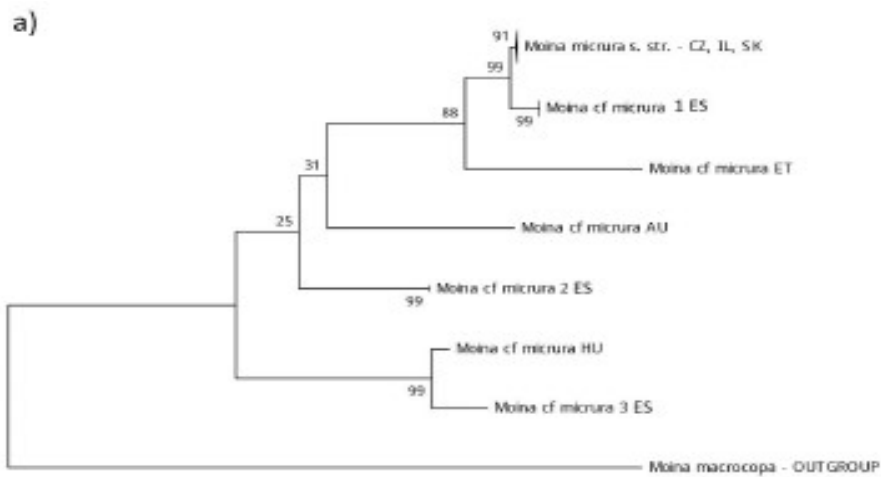 a)
91
Moina micrura s. str. - CZ, IL, SK
99
Moina cf micrura 1 ES
99
88
Moina cf micrura ET
31
Moina cf micrura AU
25
Moina cf micrura 2 ES
99
Moina cf micrura HU
99
Moina cf micrura 3 ES
Moina macrocopa - OUTGROUP